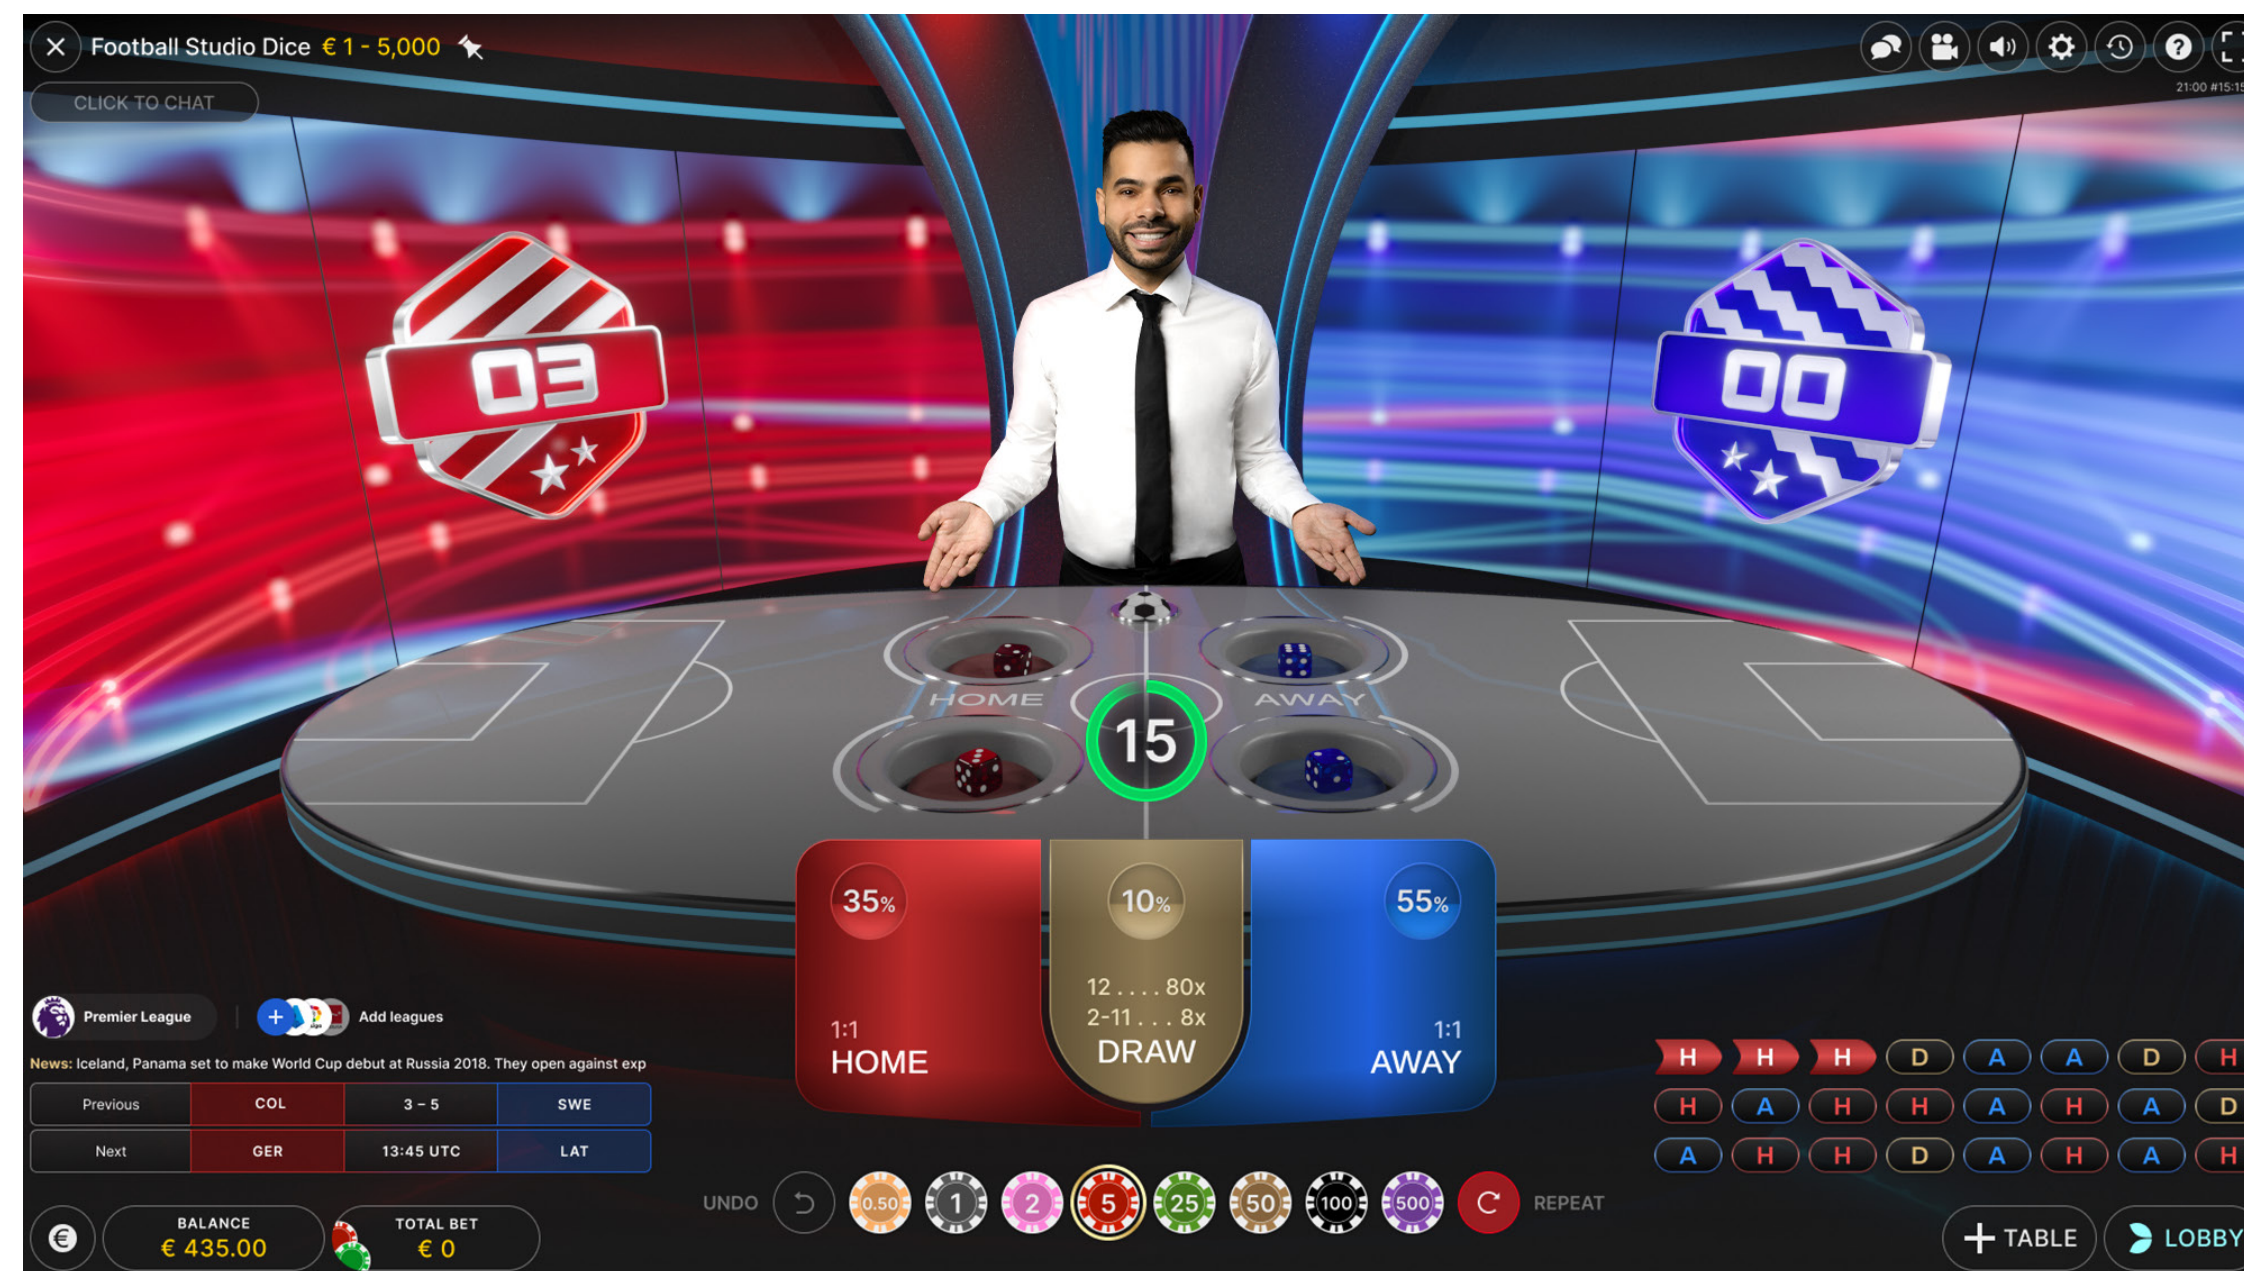 Football Studio Dice € 1 - 5,000
CLICK TO CHAT
21:00 #15:15
03
00
HOME
AWAY
15
35%
10%
55%
12 . . . . 80x
2-11 . . . 8x
1:1
HOME
DRAW
1:1
AWAY
Premier League
Add leagues
News: Iceland, Panama set to make World Cup debut at Russia 2018. They open against exp
Previous COL 3 – 5 SWE
Next GER 13:45 UTC LAT
H H H D A A D H
H A H H A H A D
A H H D A H A H
UNDO 0.50 1 2 5 25 50 100 500 REPEAT
€
BALANCE
€ 435.00
TOTAL BET
€ 0
TABLE
LOBBY